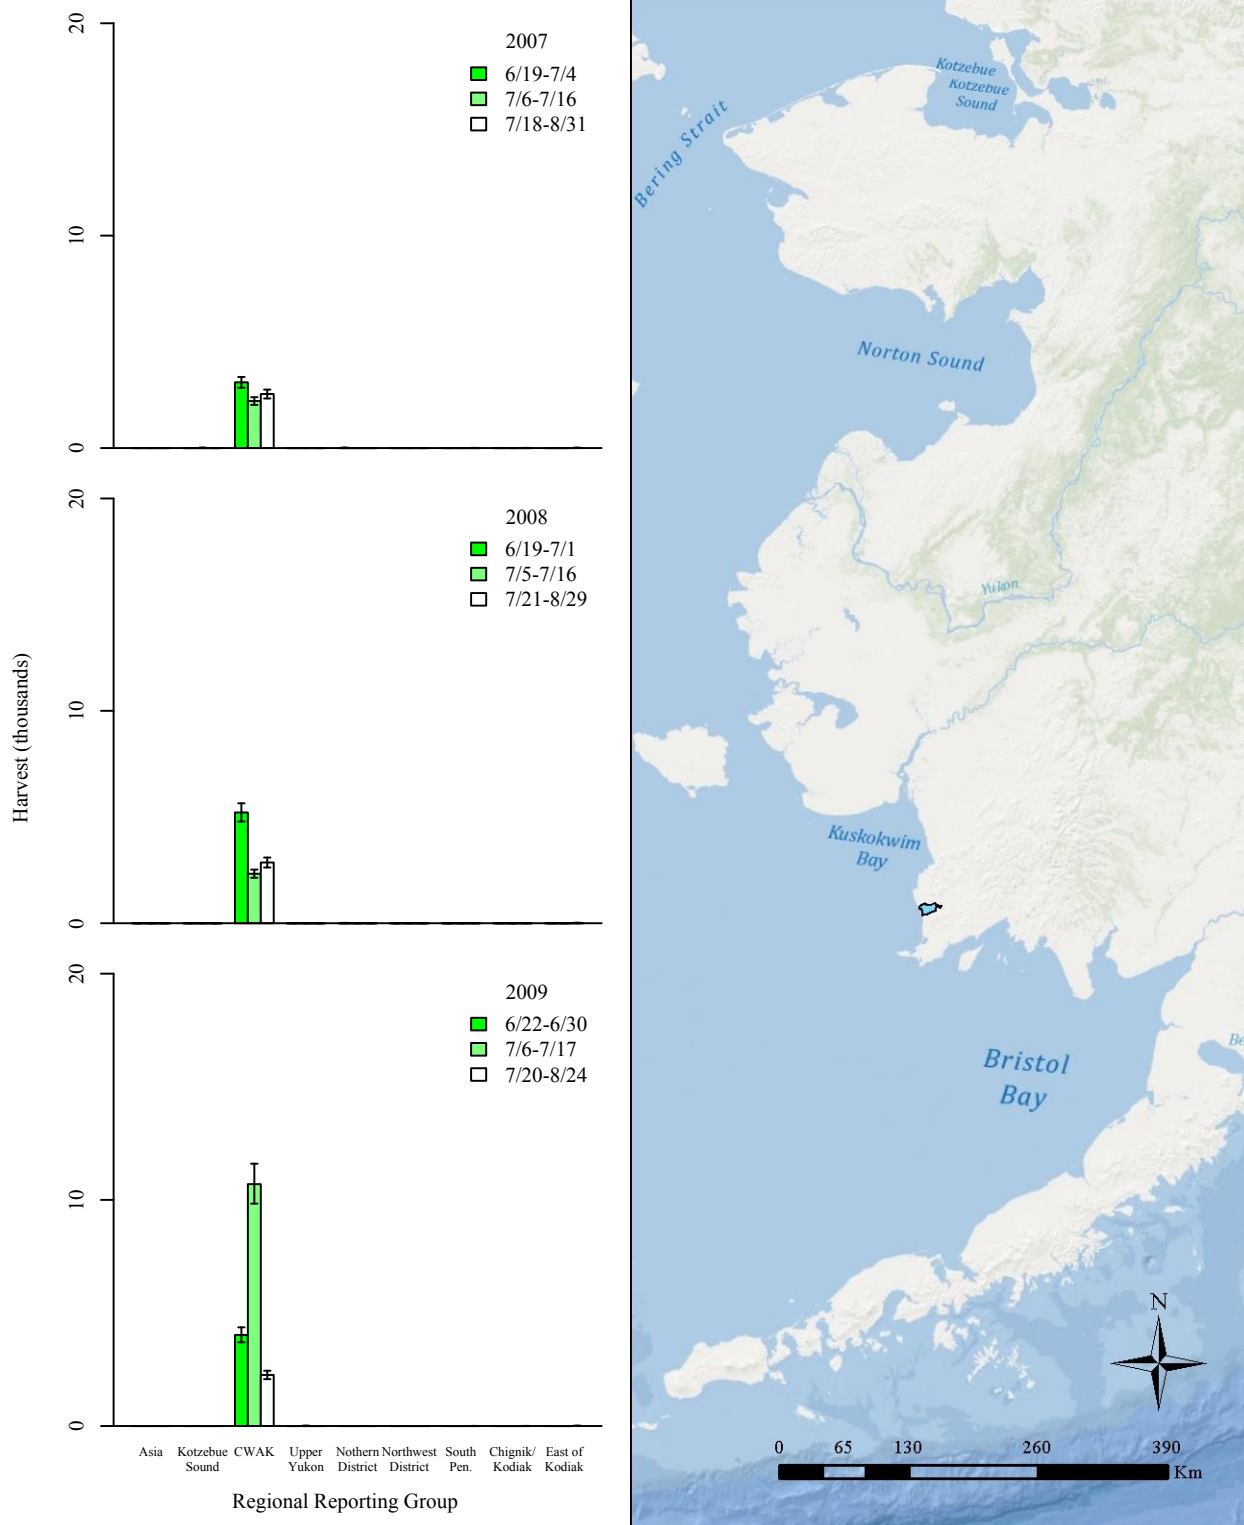 Harvest (thousands)
20
10
0
2007
6/19-7/4
7/6-7/16
7/18-8/31
20
10
0
2008
6/19-7/1
7/5-7/16
7/21-8/29
20
10
0
2009
6/22-6/30
7/6-7/17
7/20-8/24
Asia
Kotzebue
Sound
CWAK
Upper
Yukon
Nothern
District
Northwest
District
South
Pen.
Chignik/
Kodiak
East of
Kodiak
Regional Reporting Group
Kotzebue
Kotzebue
Sound
Bering Strait
Norton Sound
Yukon
Kuskokwim
Bay
Be
Bristol
Bay
N
0 65 130 260 390
Km